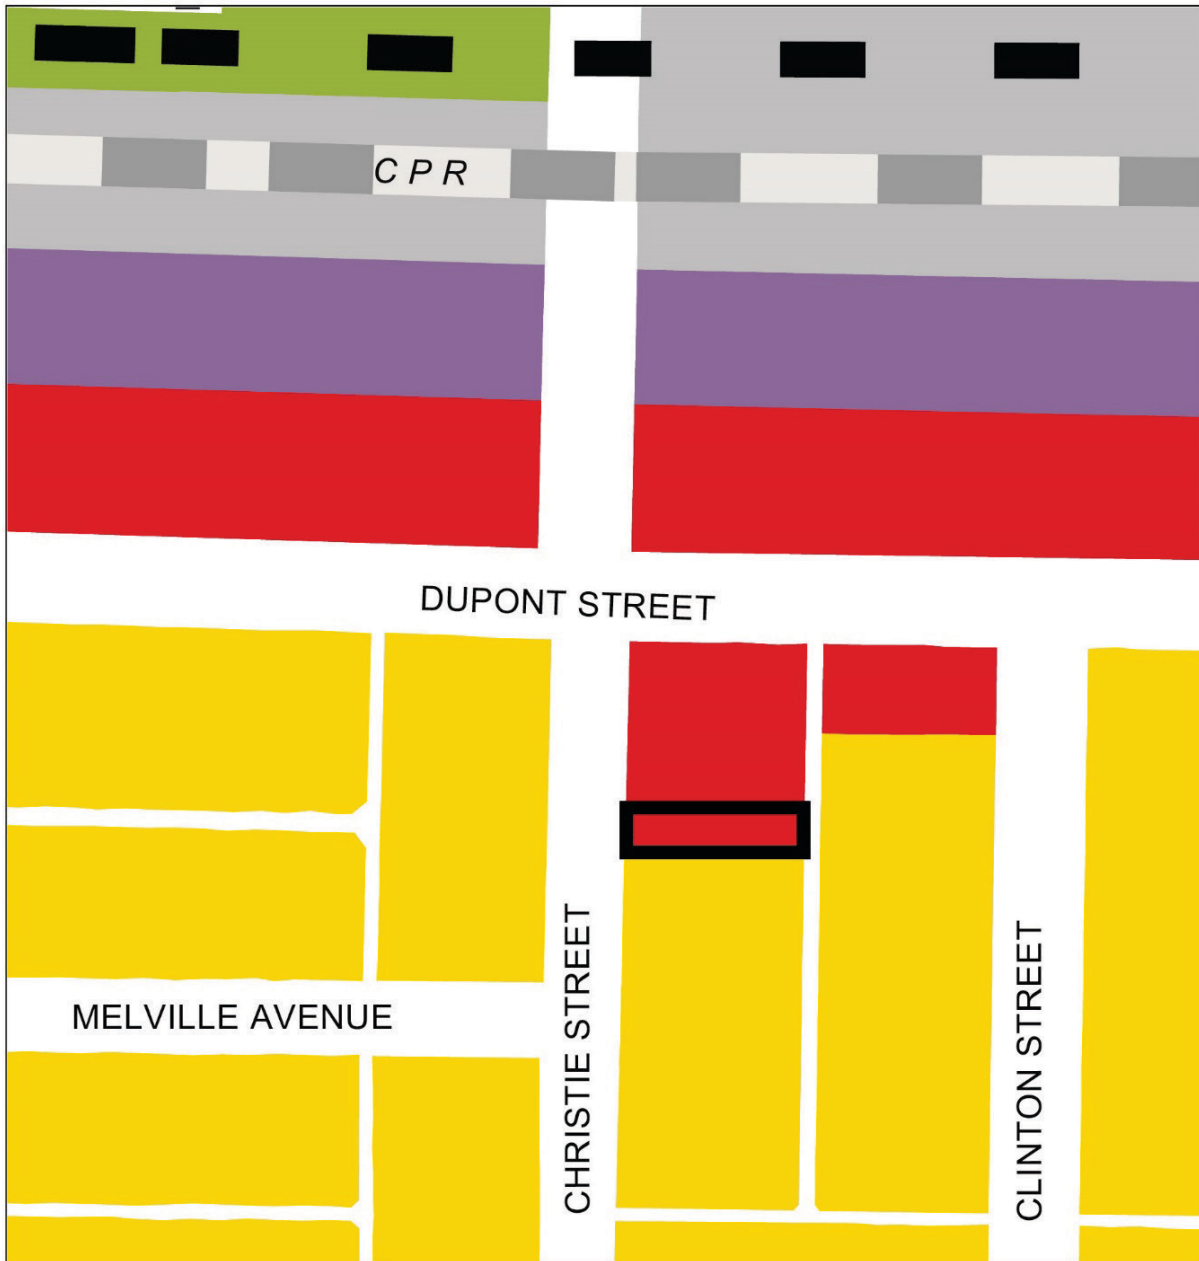 C P R
DUPONT STREET
MELVILLE AVENUE
CHRISTIE STREET
CLINTON STREET